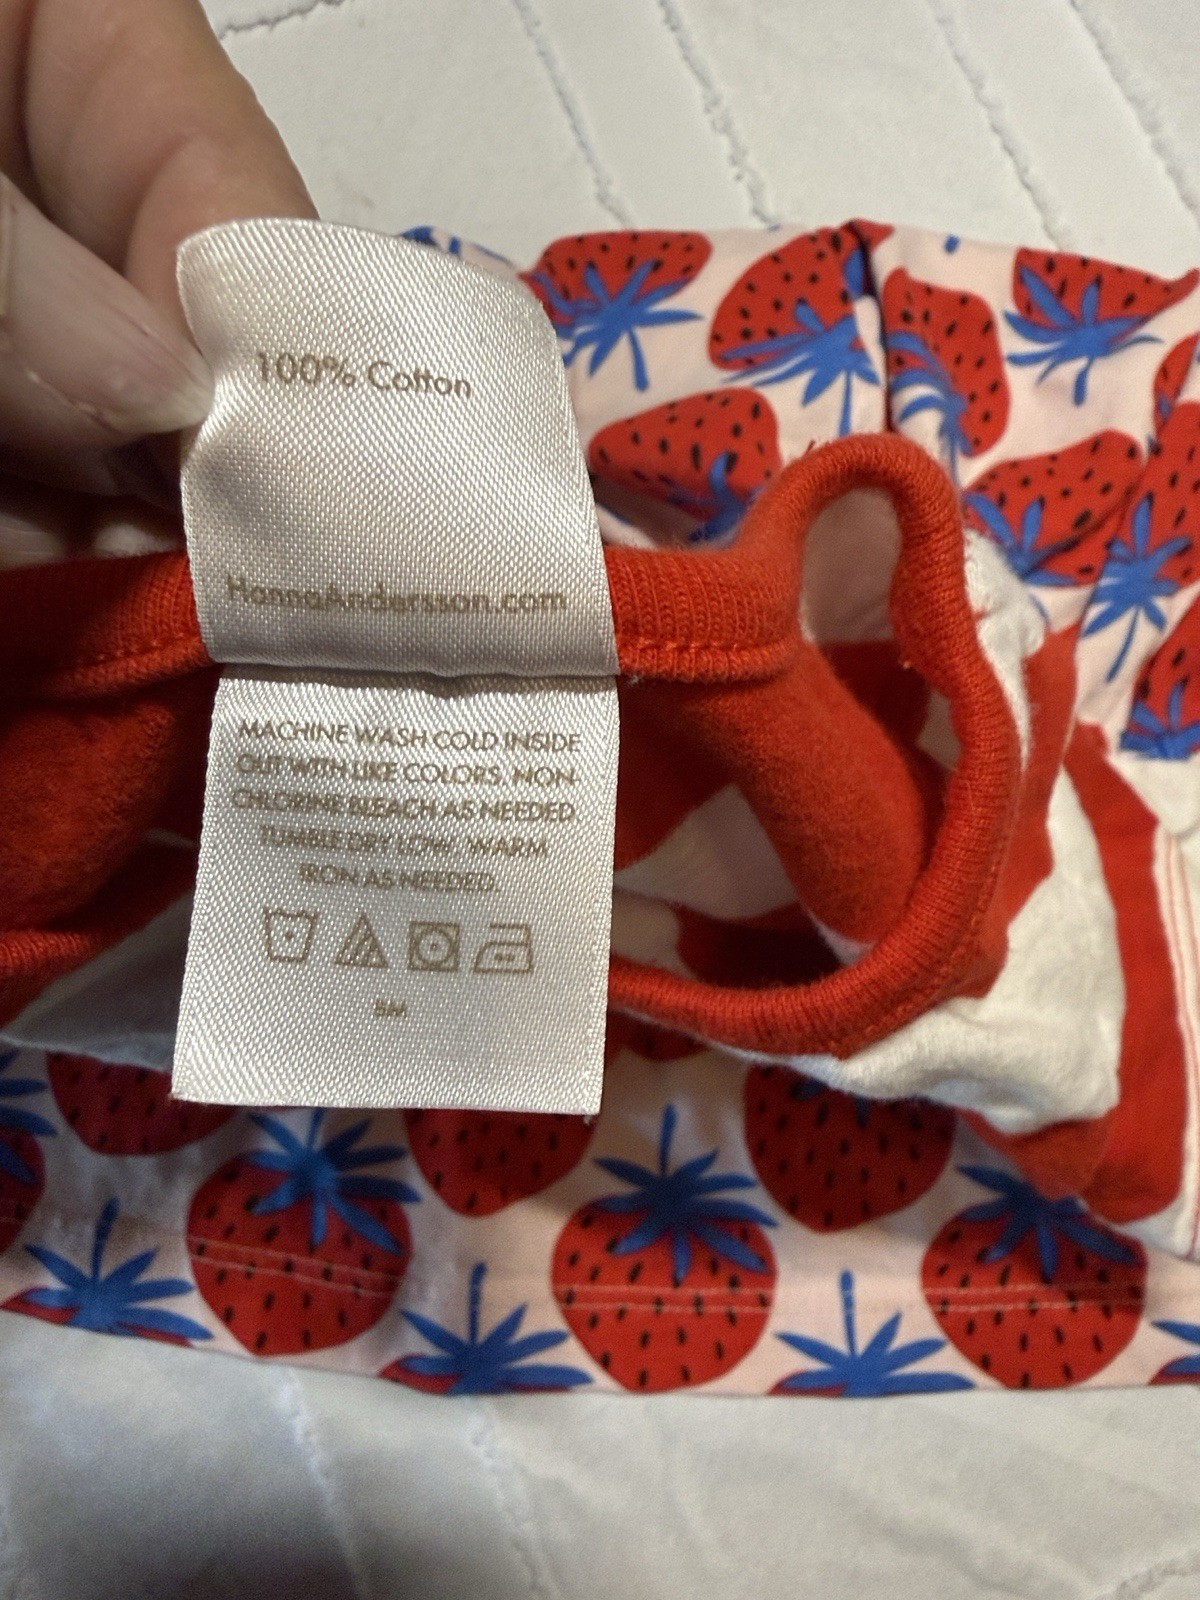 100% Cotton
HannaAndersson.com
MACHINE WASH COLD INSIDE
OUT WITH LIKE COLORS. NON-
CHLORINE BLEACH AS NEEDED.
TUMBLE DRY LOW. WARM
IRON AS NEEDED.